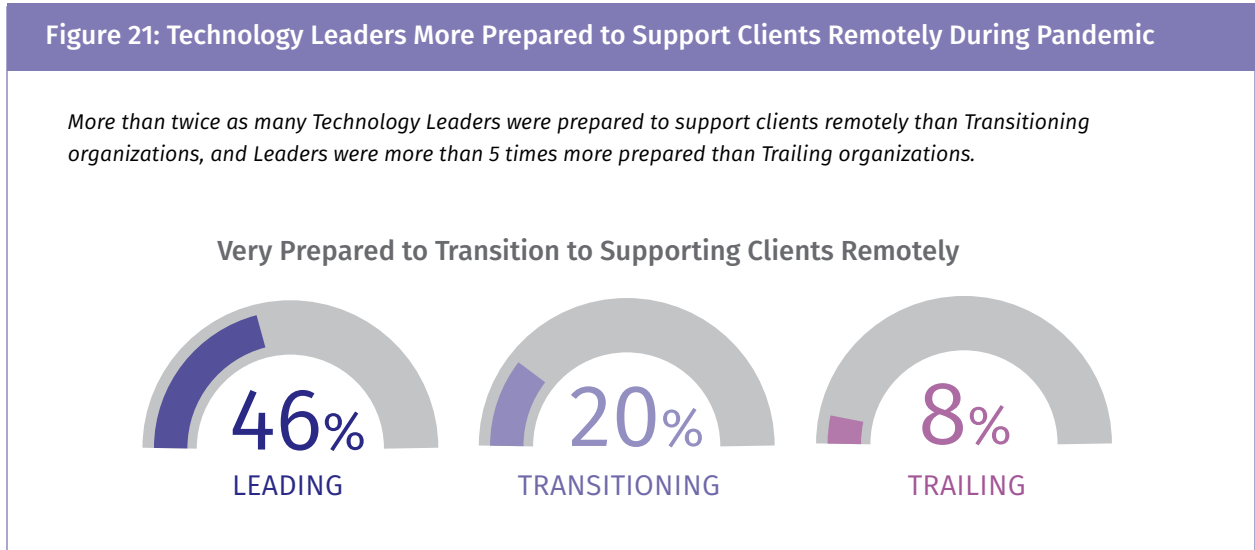 Figure 21: Technology Leaders More Prepared to Support Clients Remotely During Pandemic
More than twice as many Technology Leaders were prepared to support clients remotely than Transitioning
organizations, and Leaders were more than 5 times more prepared than Trailing organizations.
Very Prepared to Transition to Supporting Clients Remotely
46% 20% 8%
LEADING TRANSITIONING TRAILING